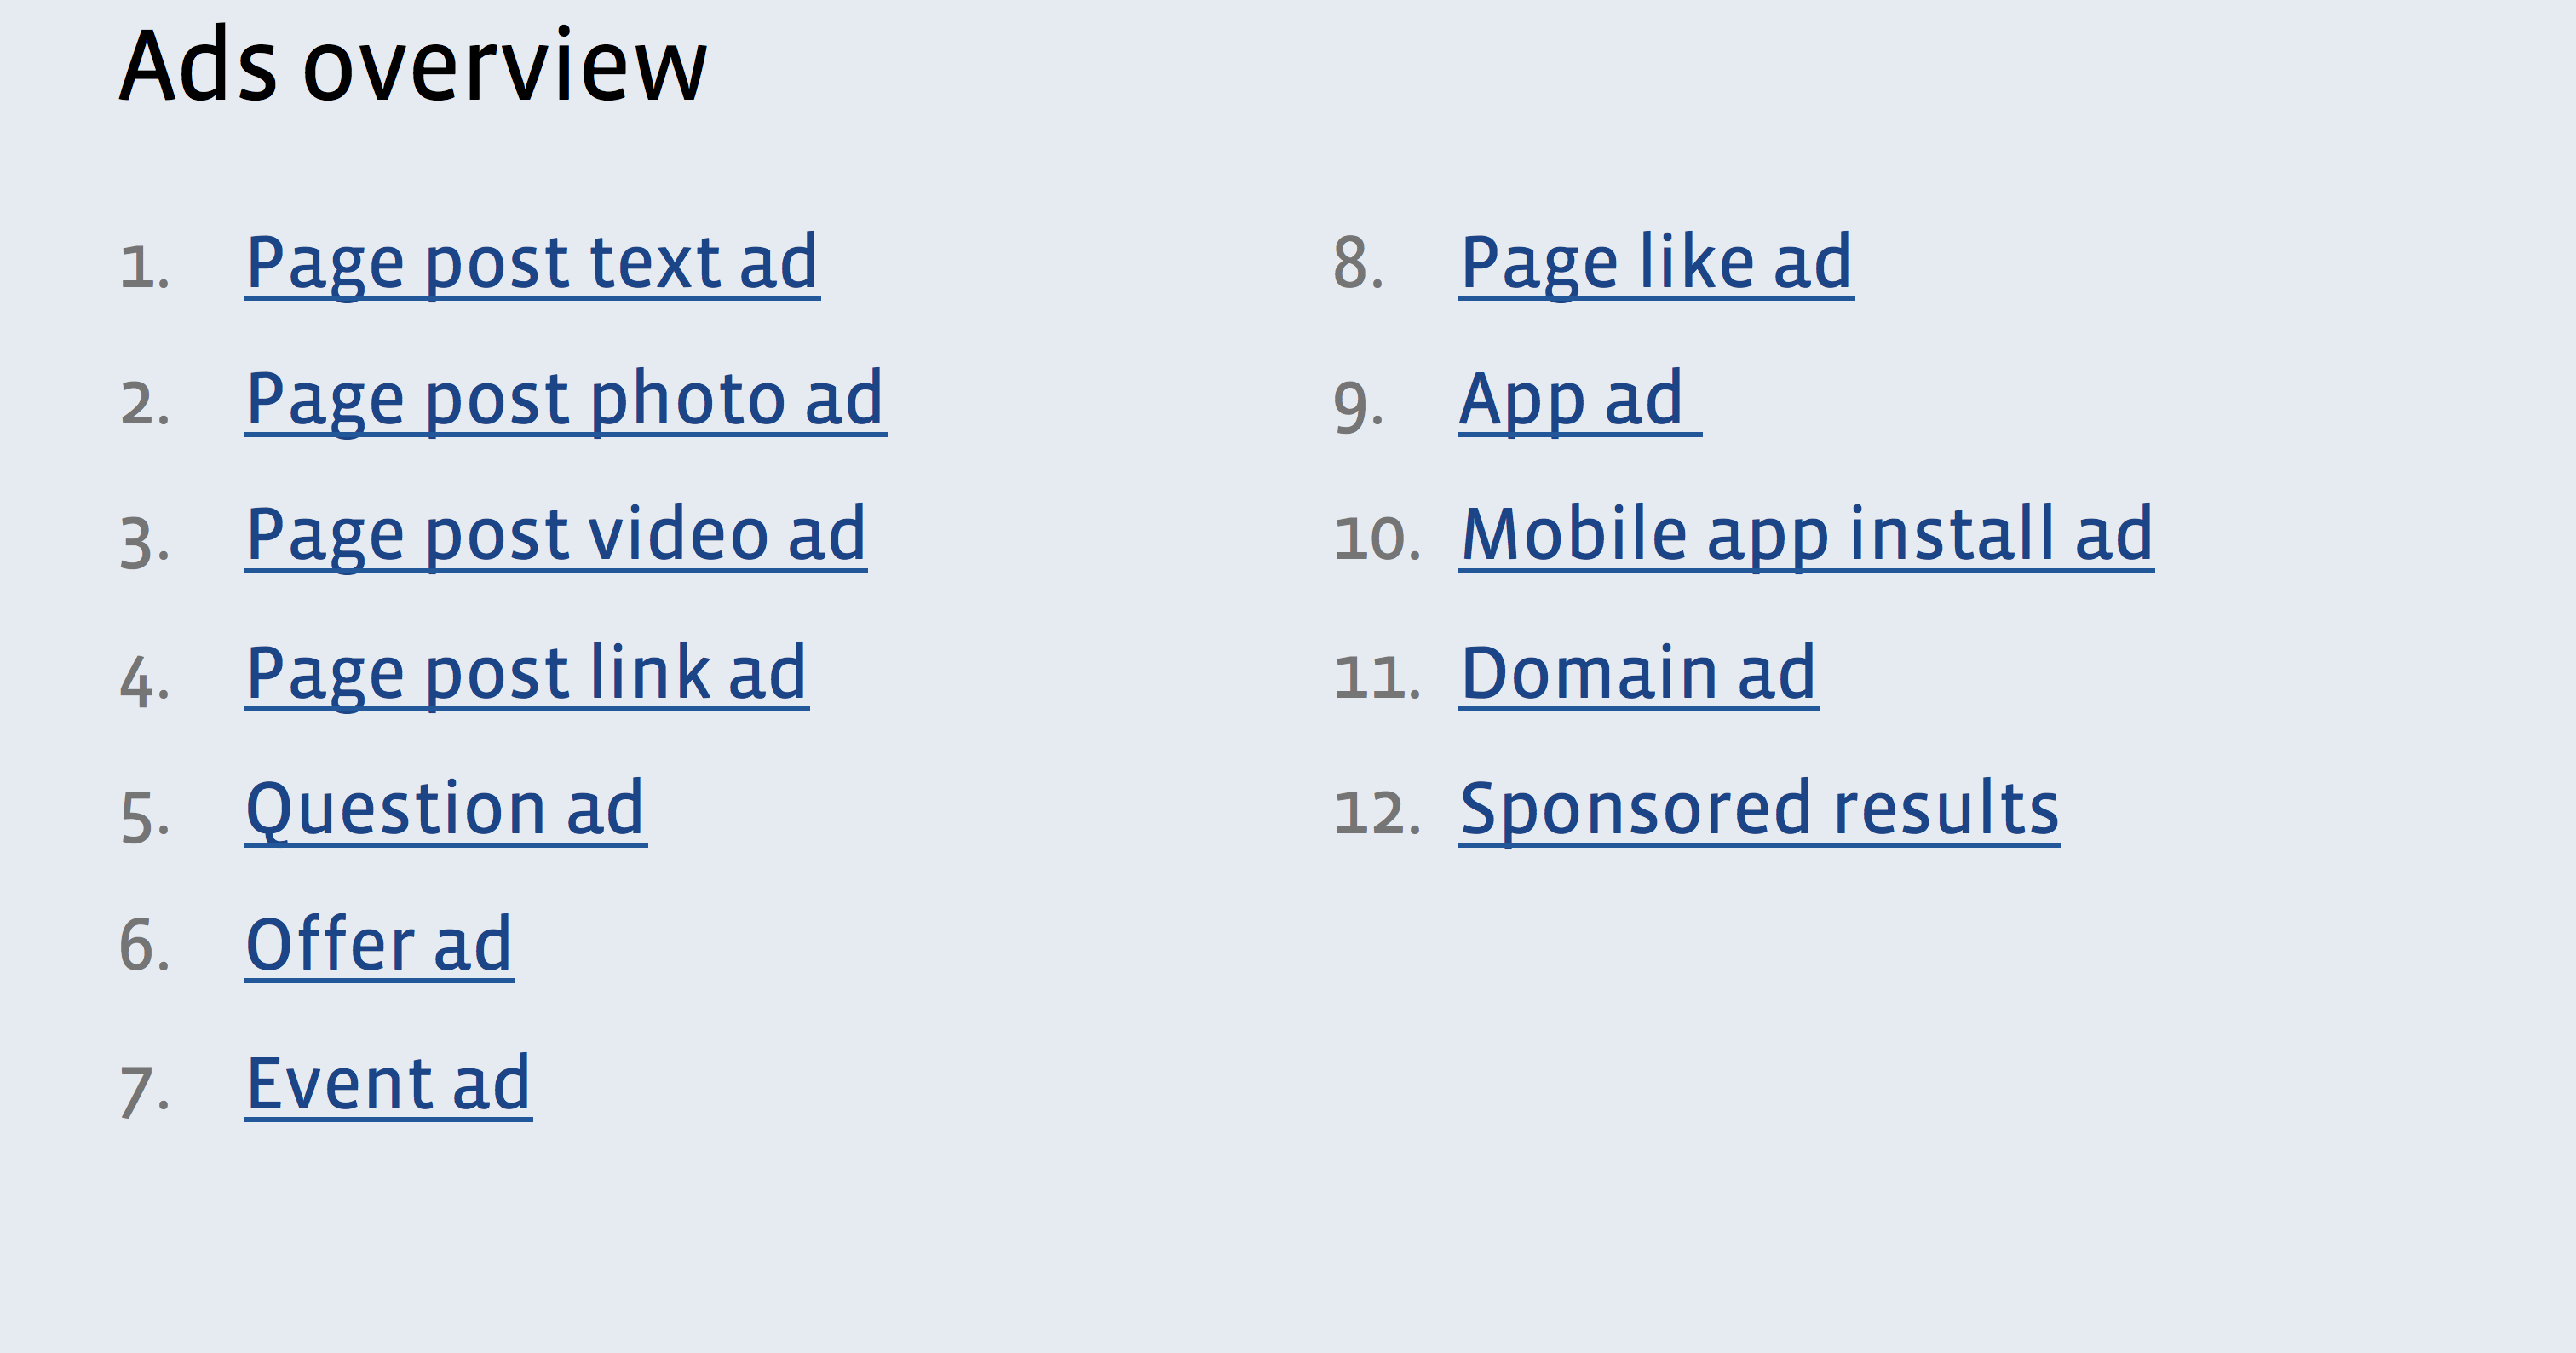 Ads overview
1. Page post text ad
2. Page post photo ad
3. Page post video ad
4. Page post link ad
5. Question ad
6. Offer ad
7. Event ad
8. Page like ad
9. App ad
10. Mobile app install ad
11. Domain ad
12. Sponsored results